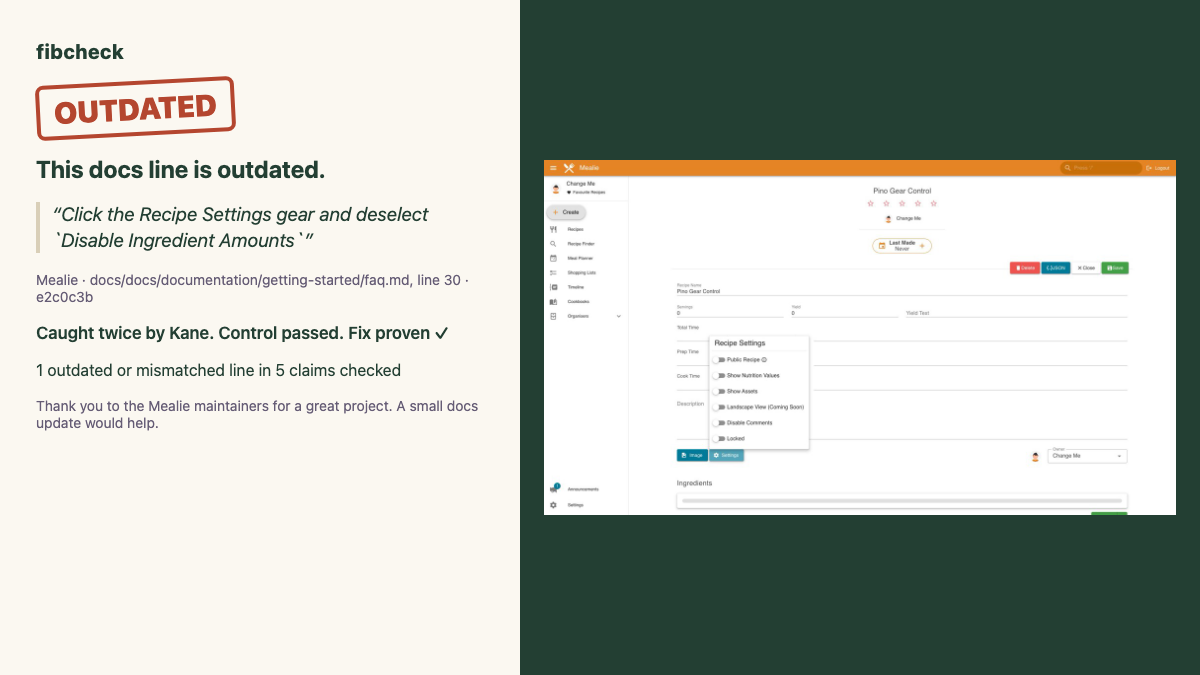 fibcheck
OUTDATED
This docs line is outdated.
“Click the Recipe Settings gear and deselect
`Disable Ingredient Amounts`”
Mealie · docs/docs/documentation/getting-started/faq.md, line 30 ·
e2c0c3b
Caught twice by Kane. Control passed. Fix proven ✓
1 outdated or mismatched line in 5 claims checked
Thank you to the Mealie maintainers for a great project. A small docs
update would help.
Mealie
Logout
Change Me
Favourite Recipes
Create
Recipes
Recipe Finder
Meal Planner
Shopping Lists
Timeline
Cookbooks
Organisers
Announcements
Settings
Pino Gear Control
Change Me
Last Made
Never
Delete
JSON
Close
Save
Recipe Name
Pino Gear Control
Servings
0
Yield
0
Yield Text
Total Time
Prep Time
Cook Time
Description
Recipe Settings
Public Recipe
Show Nutrition Values
Show Assets
Landscape View (Coming Soon)
Disable Comments
Locked
Image
Settings
Owner
Change Me
Ingredients